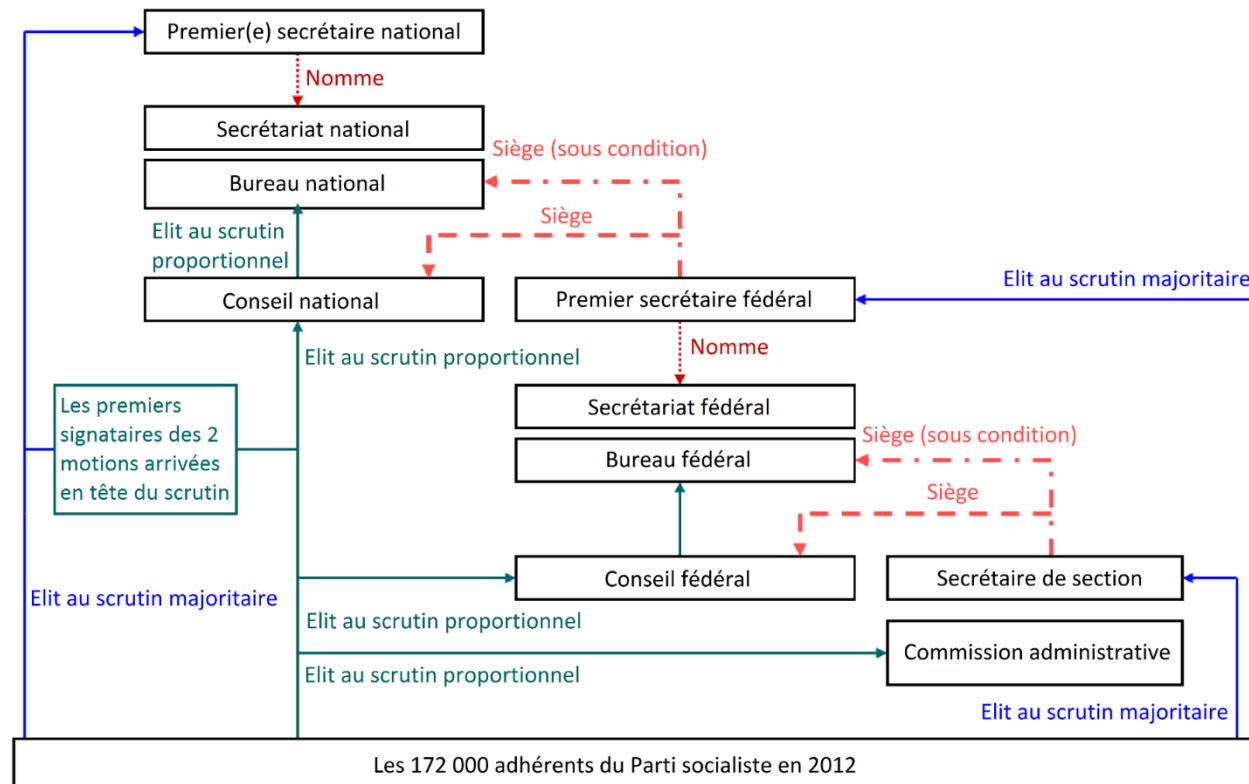 Premier(e) secrétaire national
Nomme
Secrétariat national
Siège (sous condition)
Bureau national
Elit au scrutin
proportionnel
Siège
Elit au scrutin majoritaire
Conseil national
Premier secrétaire fédéral
Elit au scrutin proportionnel
Nomme
Les premiers
signataires des 2
motions arrivées
en tête du scrutin
Secrétariat fédéral
Siège (sous condition)
Bureau fédéral
Siège
Conseil fédéral
Secrétaire de section
Elit au scrutin majoritaire
Elit au scrutin proportionnel
Commission administrative
Elit au scrutin proportionnel
Elit au scrutin majoritaire
Les 172 000 adhérents du Parti socialiste en 2012